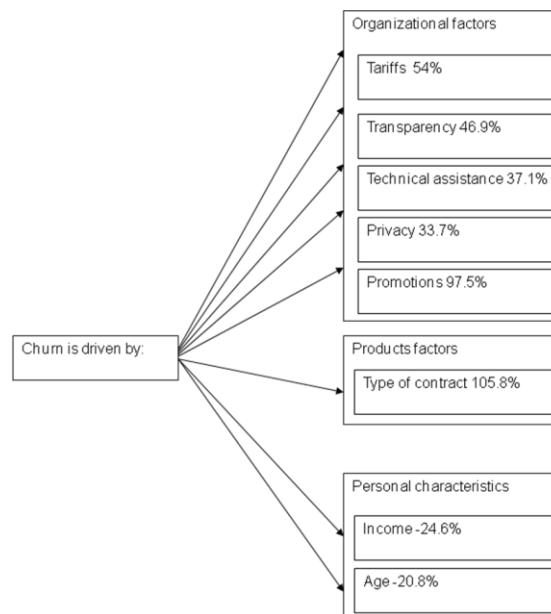 Organizational factors
Tariffs 54%
Transparency 46.9%
Technical assistance 37.1%
Privacy 33.7%
Promotions 97.5%
Churn is driven by:
Products factors
Type of contract 105.8%
Personal characteristics
Income -24.6%
Age -20.8%